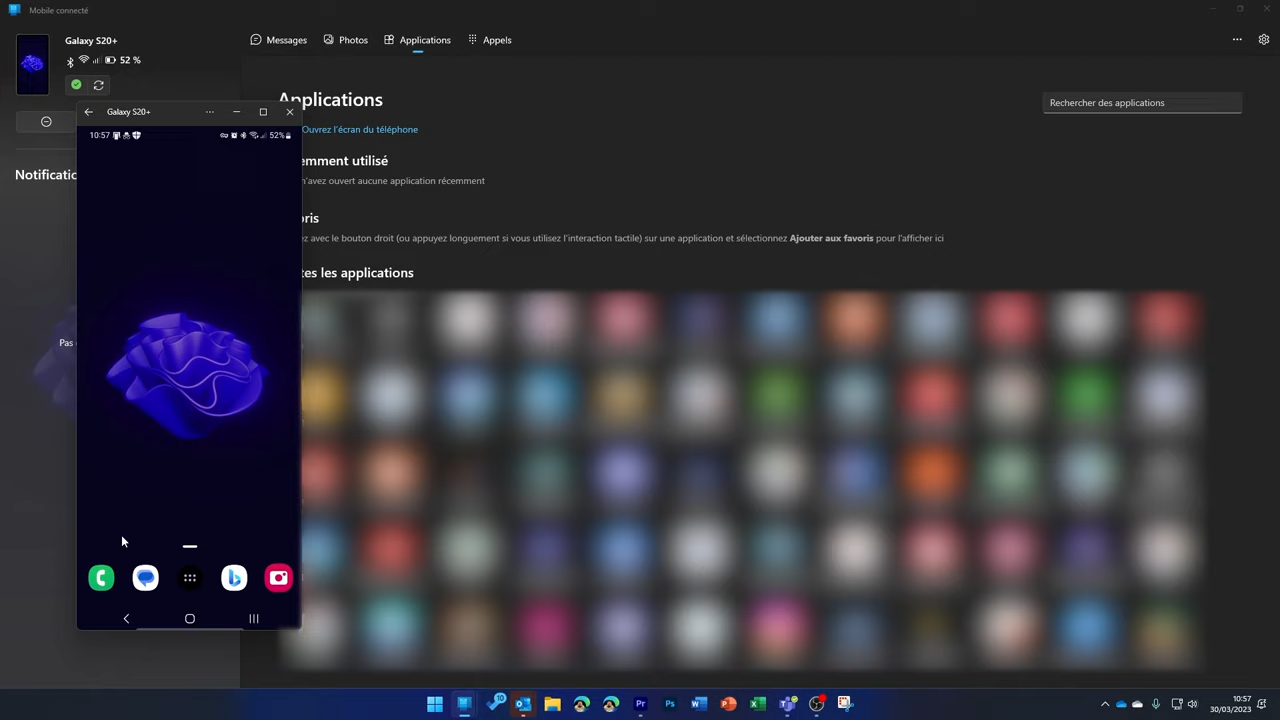 Mobile connecté
Galaxy S20+
52 %
Messages
Photos
Applications
Appels
Galaxy S20+
10:57
52%
Notificatio
Pas
Applications
Rechercher des applications
Ouvrez l'écran du téléphone
emment utilisé
n'avez ouvert aucune application récemment
oris
ez avec le bouton droit (ou appuyez longuement si vous utilisez l'interaction tactile) sur une application et sélectionnez Ajouter aux favoris pour l'afficher ici
tes les applications
10:57
30/03/2023